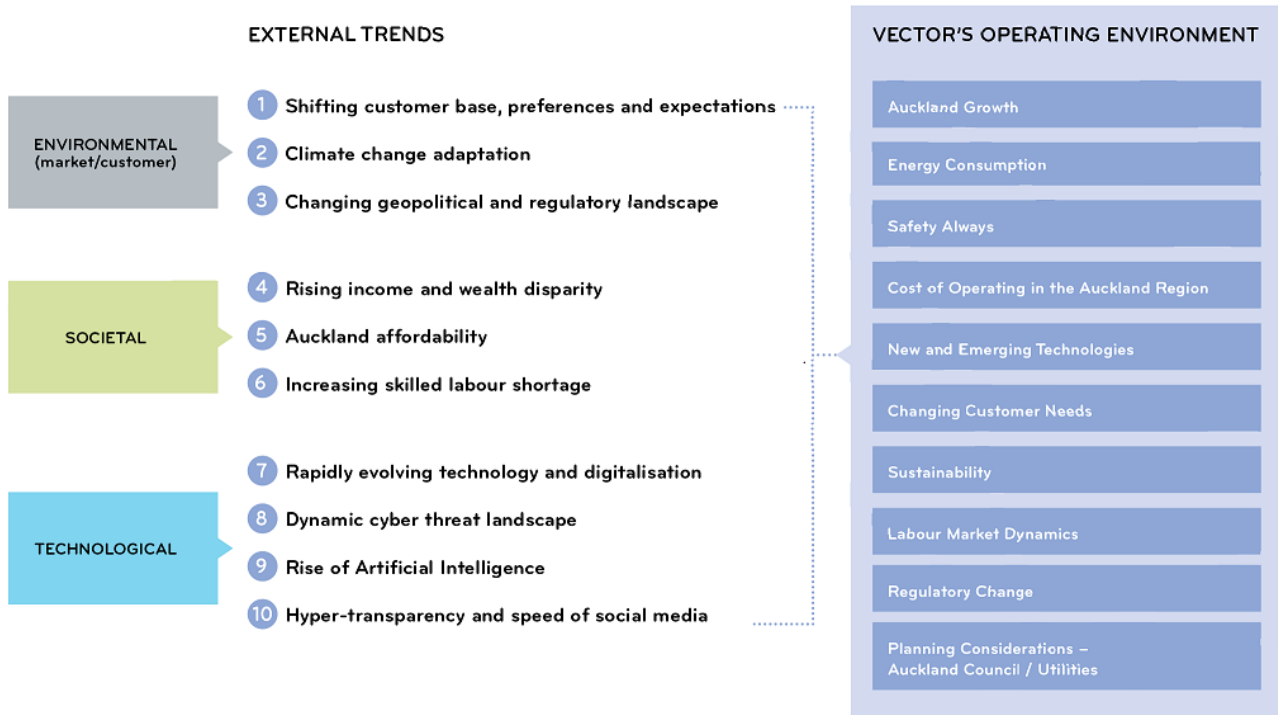 EXTERNAL TRENDS
VECTOR'S OPERATING ENVIRONMENT
ENVIRONMENTAL
(market/customer)
1 Shifting customer base, preferences and expectations
2 Climate change adaptation
3 Changing geopolitical and regulatory landscape
SOCIETAL
4 Rising income and wealth disparity
5 Auckland affordability
6 Increasing skilled labour shortage
TECHNOLOGICAL
7 Rapidly evolving technology and digitalisation
8 Dynamic cyber threat landscape
9 Rise of Artificial Intelligence
10 Hyper-transparency and speed of social media
Auckland Growth
Energy Consumption
Safety Always
Cost of Operating in the Auckland Region
New and Emerging Technologies
Changing Customer Needs
Sustainability
Labour Market Dynamics
Regulatory Change
Planning Considerations –
Auckland Council / Utilities